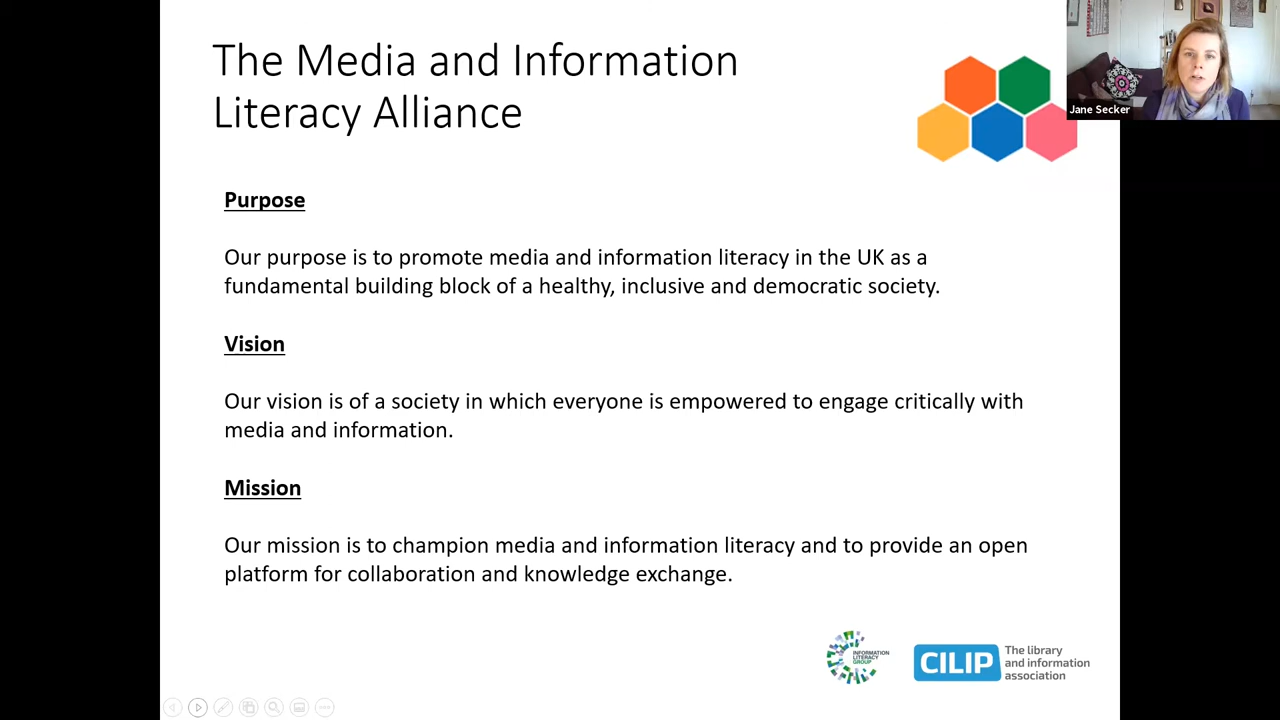 The Media and Information
Literacy Alliance
Jane Secker
Purpose
Our purpose is to promote media and information literacy in the UK as a
fundamental building block of a healthy, inclusive and democratic society.
Vision
Our vision is of a society in which everyone is empowered to engage critically with
media and information.
Mission
Our mission is to champion media and information literacy and to provide an open
platform for collaboration and knowledge exchange.
INFORMATION
LITERACY
GROUP
CILIP
The library
and information
association